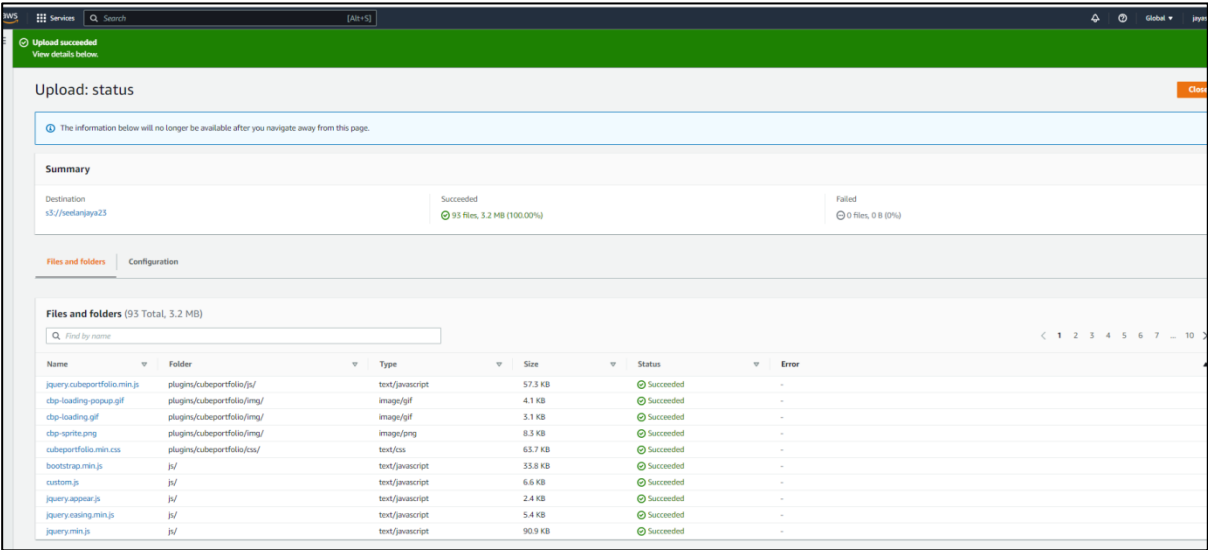 aws Services Search [Alt+S] Global jayas
Upload succeeded
View details below.
Upload: status Close
The information below will no longer be available after you navigate away from this page.
Summary
Destination Succeeded Failed
s3://seelanjaya23 93 files, 3.2 MB (100.00%) 0 files, 0 B (0%)
Files and folders Configuration
Files and folders (93 Total, 3.2 MB)
Find by name 1 2 3 4 5 6 7 ... 10
Name Folder Type Size Status Error
jquery.cubeportfolio.min.js plugins/cubeportfolio/js/ text/javascript 57.3 KB Succeeded -
cbp-loading-popup.gif plugins/cubeportfolio/img/ image/gif 4.1 KB Succeeded -
cbp-loading.gif plugins/cubeportfolio/img/ image/gif 3.1 KB Succeeded -
cbp-sprite.png plugins/cubeportfolio/img/ image/png 8.3 KB Succeeded -
cubeportfolio.min.css plugins/cubeportfolio/css/ text/css 63.7 KB Succeeded -
bootstrap.min.js js/ text/javascript 33.8 KB Succeeded -
custom.js js/ text/javascript 6.6 KB Succeeded -
jquery.appear.js js/ text/javascript 2.4 KB Succeeded -
jquery.easing.min.js js/ text/javascript 5.4 KB Succeeded -
jquery.min.js js/ text/javascript 90.9 KB Succeeded -